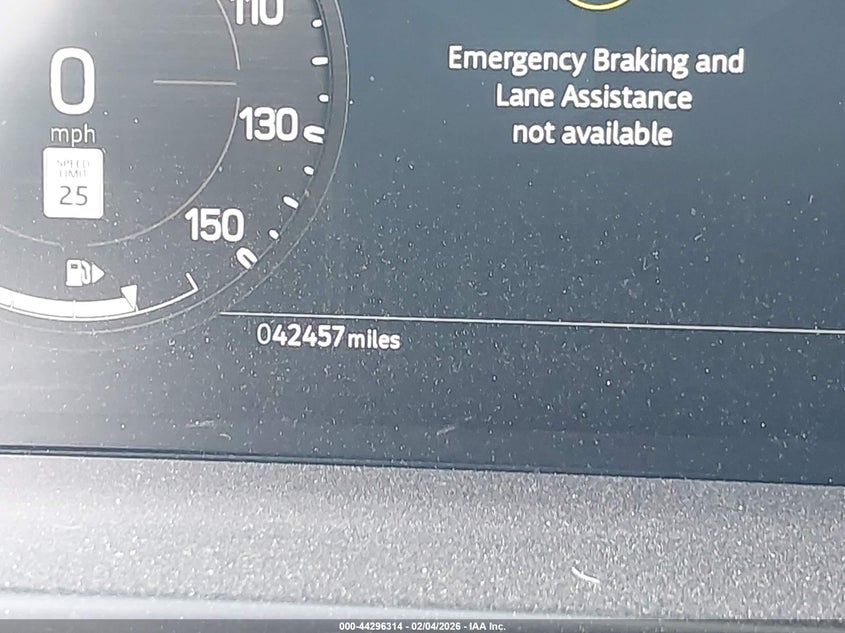 110
0
mph
130
SPEED
LIMIT
25
150
Emergency Braking and
Lane Assistance
not available
042457 miles
000-44296314 - 02/04/2026 - IAA Inc.